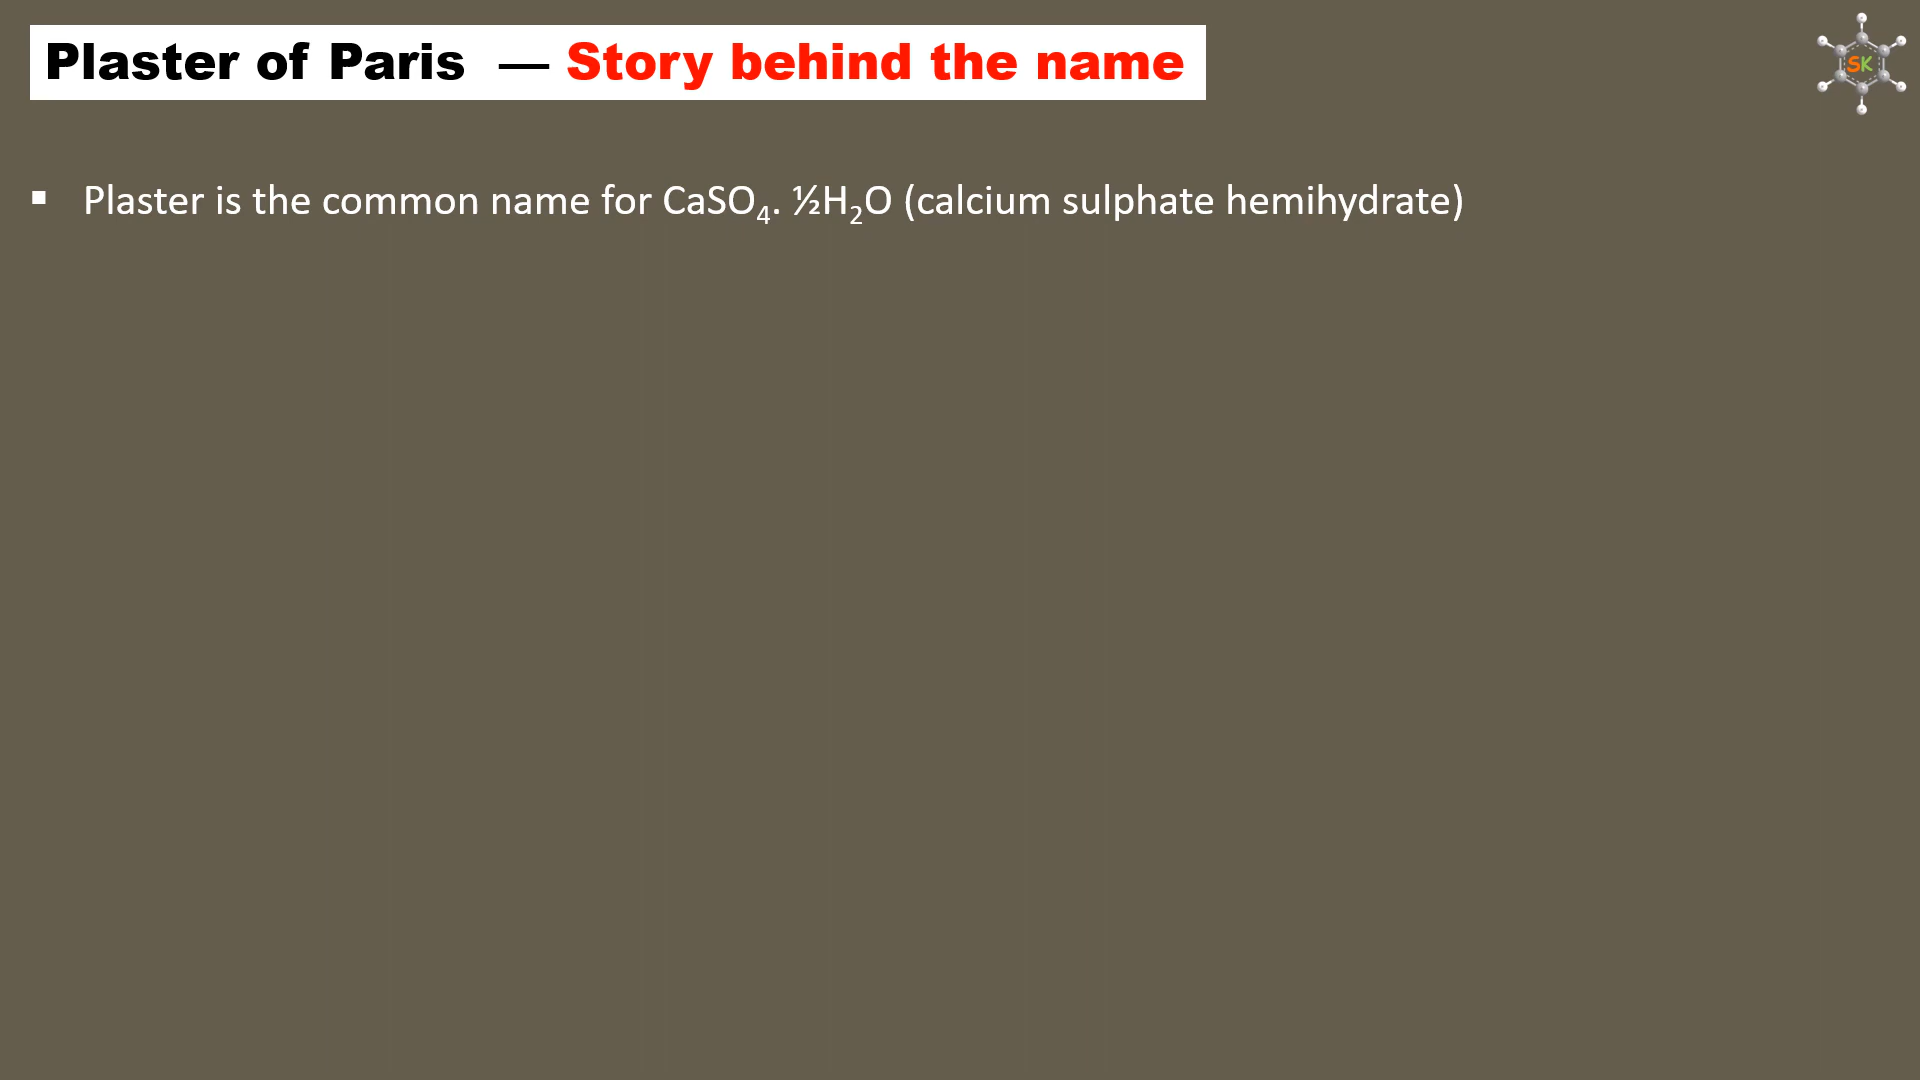 Plaster of Paris — Story behind the name
SK
▪ Plaster is the common name for CaSO₄. ½H₂O (calcium sulphate hemihydrate)